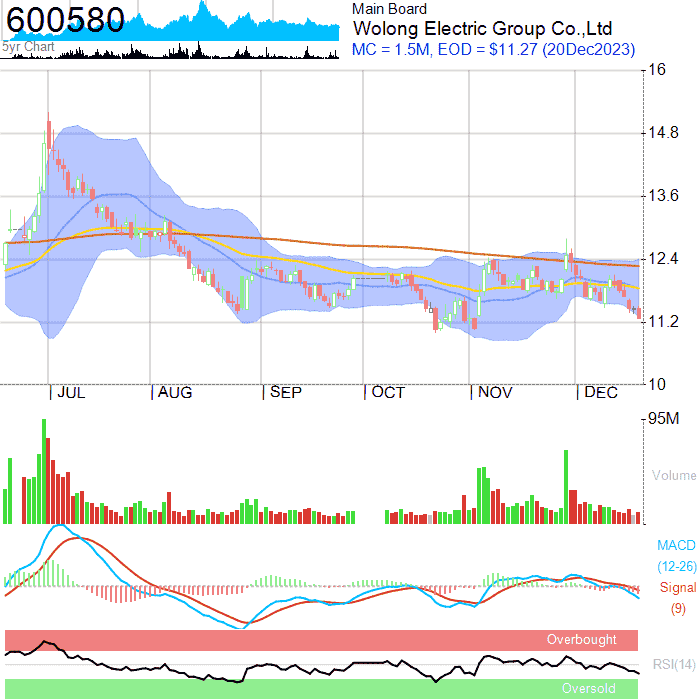 600580
5yr Chart
Main Board
Wolong Electric Group Co.,Ltd
MC = 1.5M, EOD = $11.27 (20Dec2023)
16
14.8
13.6
12.4
11.2
10
JUL AUG SEP OCT NOV DEC
95M
Volume
MACD
(12-26)
Signal
(9)
Overbought
RSI(14)
Oversold